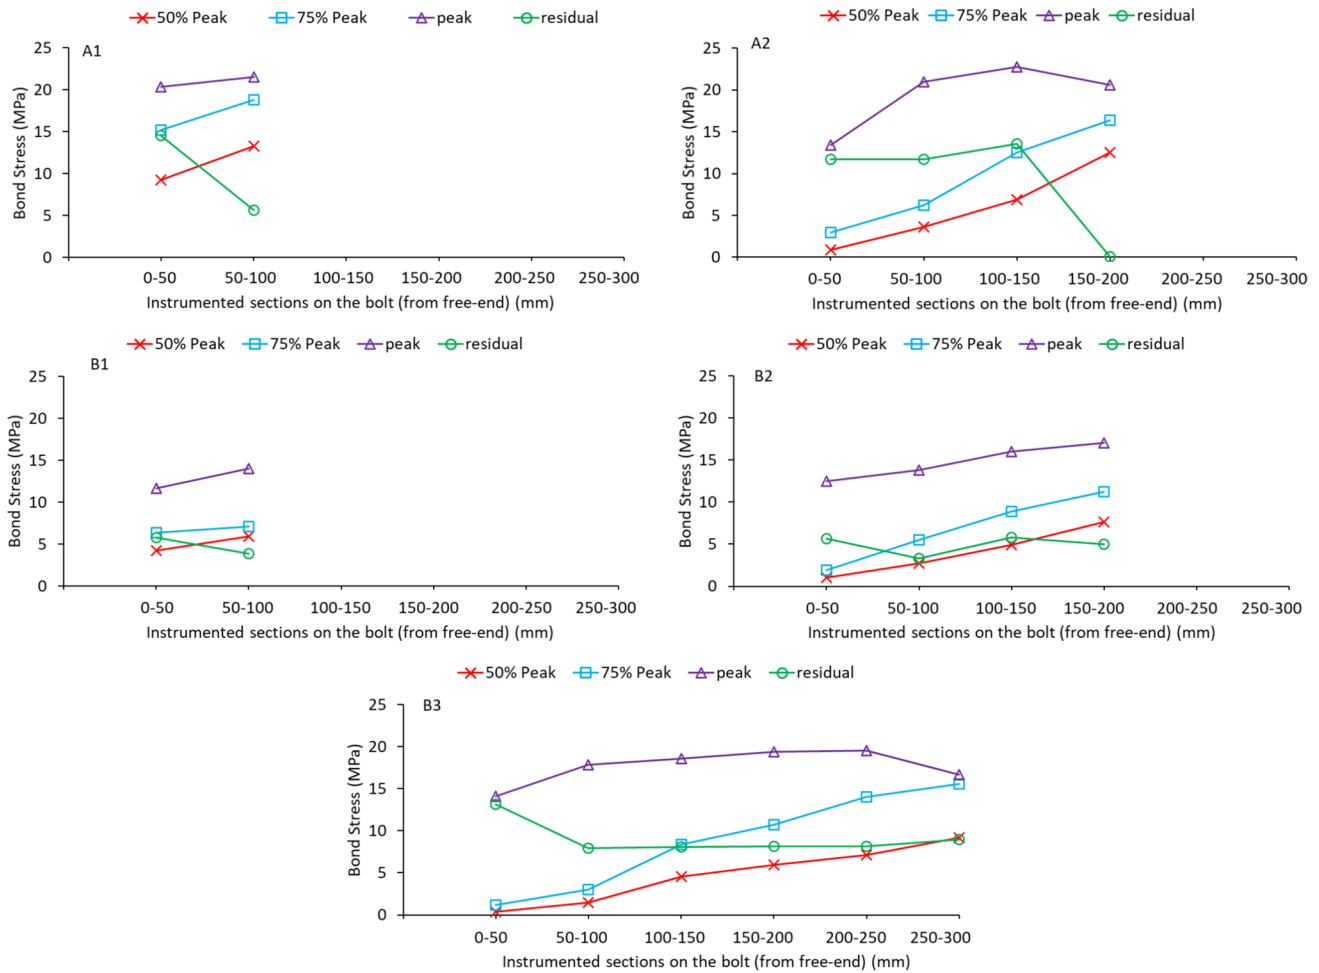 50% Peak 75% Peak peak residual
A1
Bond Stress (MPa)
25
20
15
10
5
0
0-50 50-100 100-150 150-200 200-250 250-300
Instrumented sections on the bolt (from free-end) (mm)
50% Peak 75% Peak peak residual
A2
Bond Stress (MPa)
25
20
15
10
5
0
0-50 50-100 100-150 150-200 200-250 250-300
Instrumented sections on the bolt (from free-end) (mm)
50% Peak 75% Peak peak residual
B1
Bond Stress (MPa)
25
20
15
10
5
0
0-50 50-100 100-150 150-200 200-250 250-300
Instrumented sections on the bolt (from free-end) (mm)
50% Peak 75% Peak peak residual
B2
Bond Stress (MPa)
25
20
15
10
5
0
0-50 50-100 100-150 150-200 200-250 250-300
Instrumented sections on the bolt (from free-end) (mm)
50% Peak 75% Peak peak residual
B3
Bond Stress (MPa)
25
20
15
10
5
0
0-50 50-100 100-150 150-200 200-250 250-300
Instrumented sections on the bolt (from free-end) (mm)